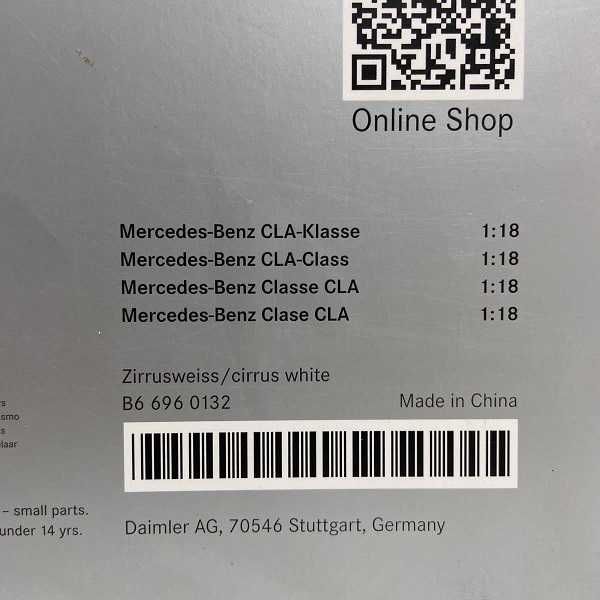 Online Shop
Mercedes-Benz CLA-Klasse 1:18
Mercedes-Benz CLA-Class 1:18
Mercedes-Benz Classe CLA 1:18
Mercedes-Benz Clase CLA 1:18
Zirrusweiss/cirrus white
B6 696 0132 Made in China
– small parts.
under 14 yrs.
Daimler AG, 70546 Stuttgart, Germany